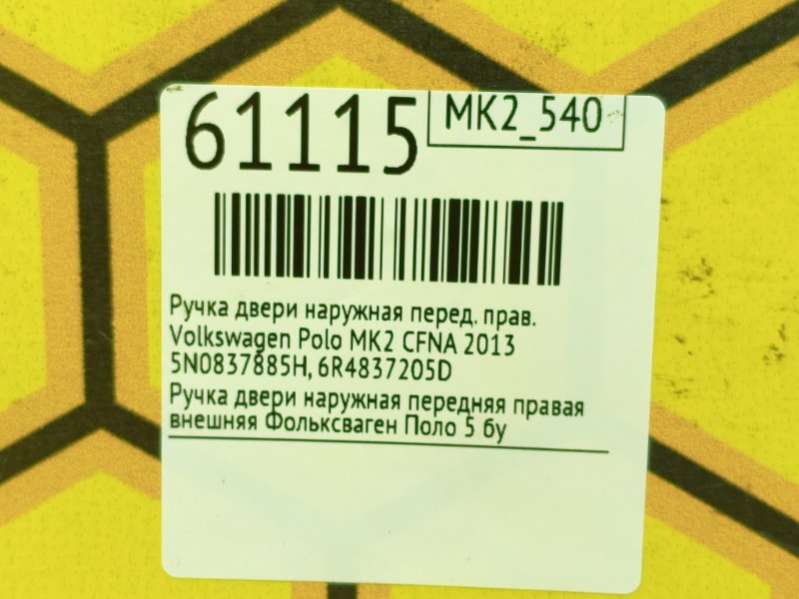 61115
MK2_540
Ручка двери наружная перед. прав.
Volkswagen Polo MK2 CFNA 2013
5N0837885H, 6R4837205D
Ручка двери наружная передняя правая
внешняя Фольксваген Поло 5 бу